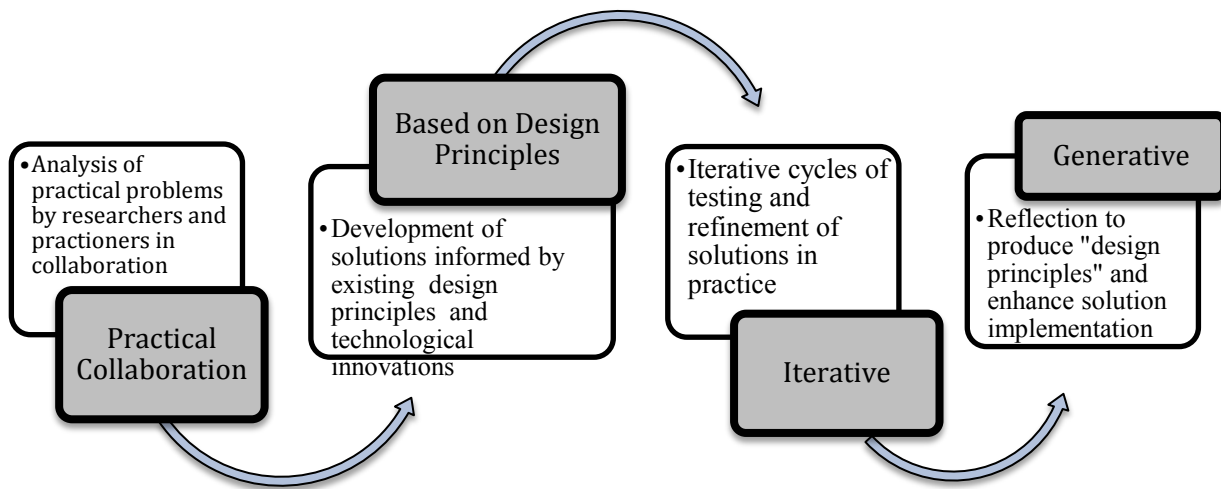 •Analysis of
practical problems
by researchers and
practioners in
collaboration
Practical
Collaboration
Based on Design
Principles
•Development of
solutions informed by
existing design
principles and
technological
innovations
•Iterative cycles of
testing and
refinement of
solutions in
practice
Iterative
Generative
•Reflection to
produce "design
principles" and
enhance solution
implementation